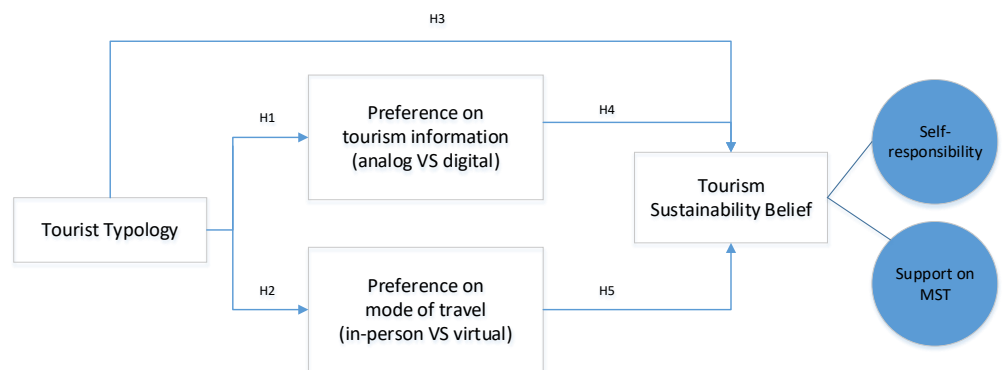 H3
H1
Preference on
tourism information
(analog VS digital)
H4
Self-
responsibility
Tourist Typology
Tourism
Sustainability Belief
H2
Preference on
mode of travel
(in-person VS virtual)
H5
Support on
MST